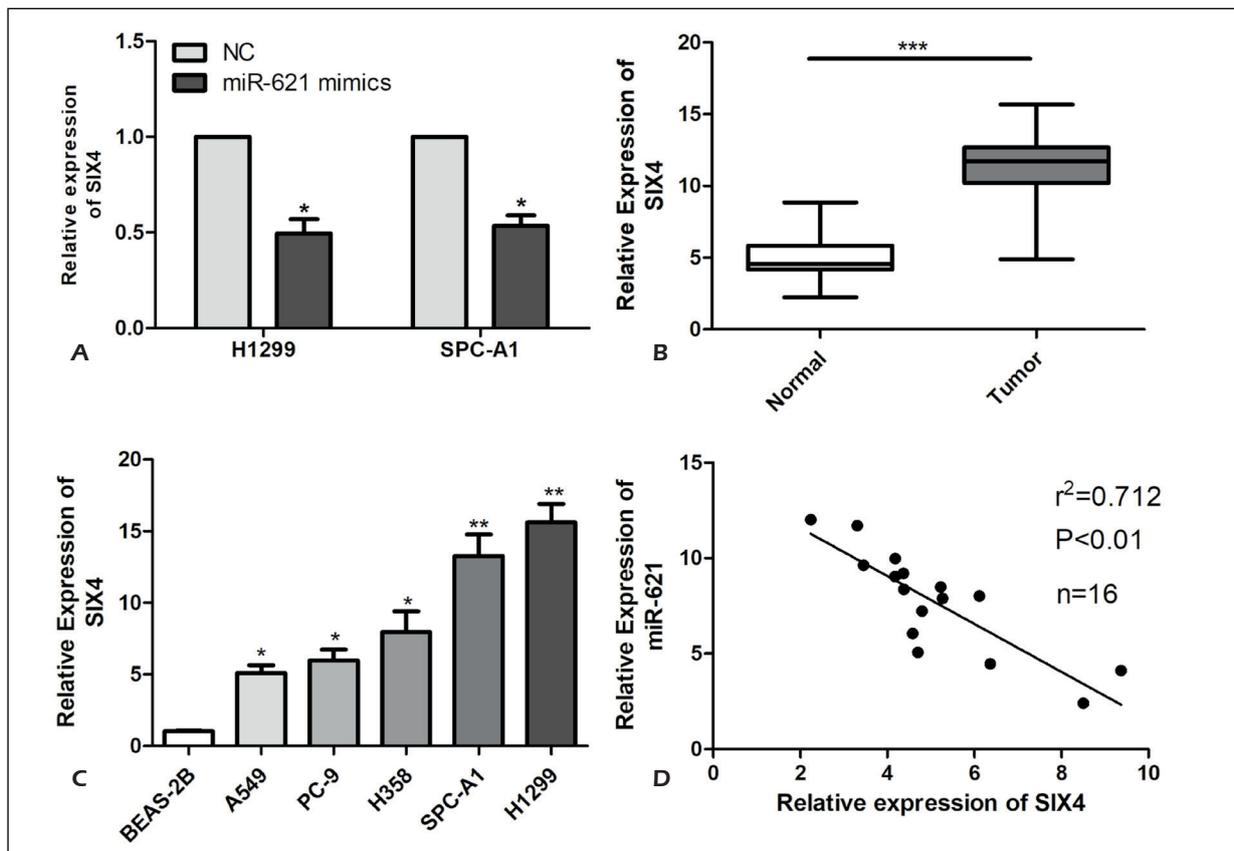 NC
miR-621 mimics
Relative expression
of SIX4
1.5
1.0
0.5
0.0
*
*
H1299
SPC-A1
A
Relative Expression of
SIX4
20
15
10
5
0
***
Normal
Tumor
B
Relative Expression of
SIX4
20
15
10
5
0
*
*
*
**
**
BEAS-2B
A549
PC-9
H358
SPC-A1
H1299
C
Relative Expression of
miR-621
15
10
5
0
r²=0.712
P<0.01
n=16
0 2 4 6 8 10
Relative expression of SIX4
D